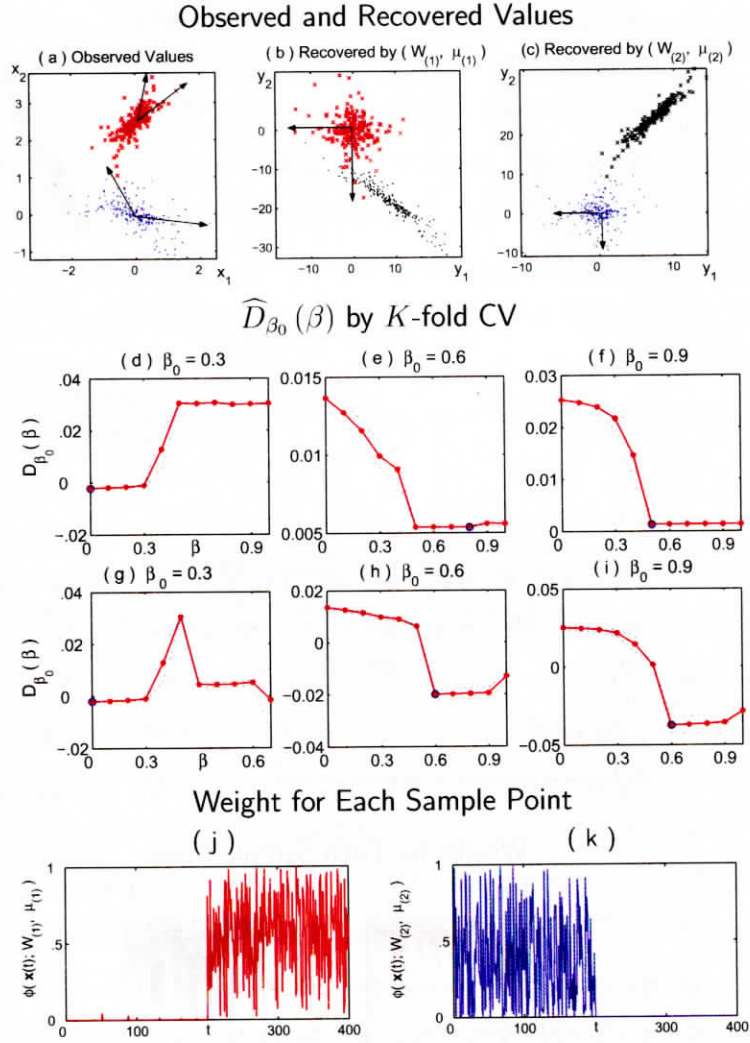 Observed and Recovered Values
( a ) Observed Values
( b ) Recovered by ( W(1), μ(1) )
(c) Recovered by ( W(2), μ(2) )
x2
3
2
1
0
−1
−2
0
2
x1
y2
10
0
−10
−20
−30
−10
0
10
20
y1
y2
20
10
0
−10
−10
0
10
y1
D̂β0 (β) by K-fold CV
( d ) β0 = 0.3
( e ) β0 = 0.6
( f ) β0 = 0.9
Dβ0(β)
.04
.02
0
−.02
0
0.3
β
0.9
0.015
0.01
0.005
0
0.3
0.6
0.9
0.03
0.02
0.01
0
0
0.3
0.6
0.9
( g ) β0 = 0.3
( h ) β0 = 0.6
( i ) β0 = 0.9
Dβ0(β)
.04
.02
0
−.02
0
0.3
β
0.6
0.02
0
−0.02
−0.04
0
0.3
0.6
0.9
0.05
0
−0.05
0
0.3
0.6
0.9
Weight for Each Sample Point
( j )
( k )
ϕ( x(t); W(1), μ(1) )
1
.5
0
0
100
t
300
400
ϕ( x(t); W(2), μ(2) )
1
.5
0
0
100
t
300
400